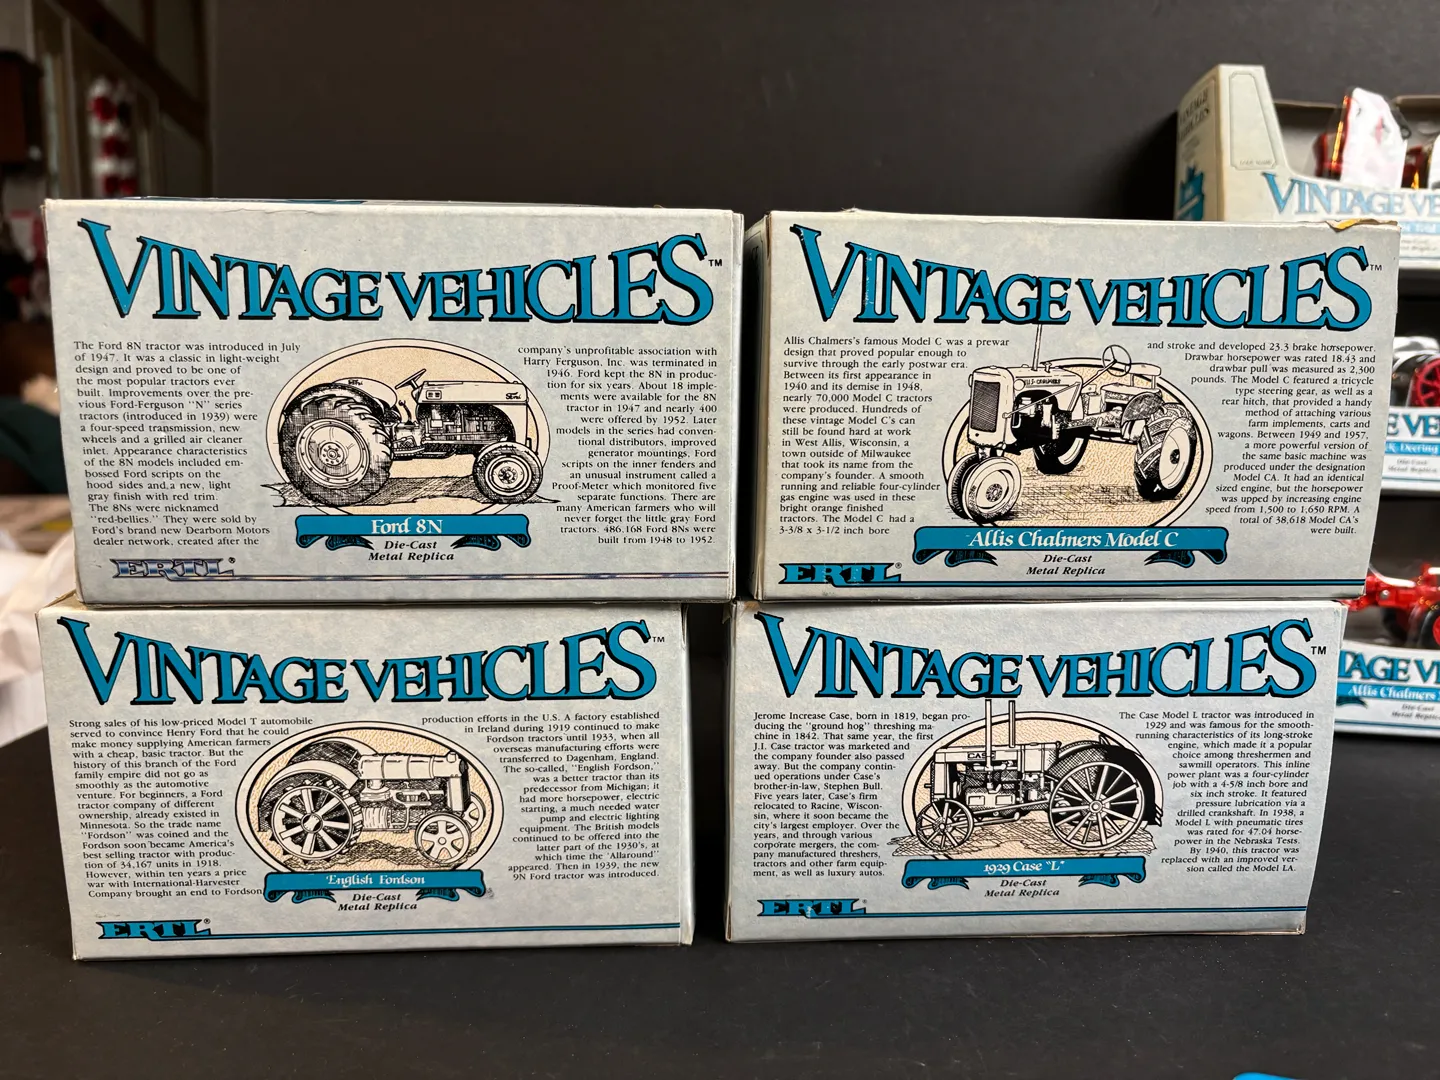 VINTAGE VEHICLES™
The Ford 8N tractor was introduced in July
of 1947. It was a classic in light-weight
design and proved to be one of
the most popular tractors ever
built. Improvements over the pre-
vious Ford-Ferguson "N" series
tractors (introduced in 1939) were
a four-speed transmission, new
wheels and a grilled air cleaner
inlet. Appearance characteristics
of the 8N models included em-
bossed Ford scripts on the
hood sides and a new, light
gray finish with red trim.
The 8Ns were nicknamed
"red-bellies." They were sold by
Ford's brand new Dearborn Motors
dealer network, created after the
company's unprofitable association with
Harry Ferguson, Inc. was terminated in
1946. Ford kept the 8N in produc-
tion for six years. About 18 imple-
ments were available for the 8N
tractor in 1947 and nearly 400
were offered by 1952. Later
models in the series had conven-
tional distributors, improved
generator mountings, Ford
scripts on the inner fenders and
an unusual instrument called a
Proof-Meter which monitored five
separate functions. There are
many American farmers who will
never forget the little gray Ford
tractors. 486,168 Ford 8Ns were
built from 1948 to 1952.
Ford 8N
Die-Cast
Metal Replica
ERTL®
VINTAGE VEHICLES™
Allis Chalmers's famous Model C was a prewar
design that proved popular enough to
survive through the early postwar era.
Between its first appearance in
1940 and its demise in 1948,
nearly 70,000 Model C tractors
were produced. Hundreds of
these vintage Model C's can
still be found hard at work
in West Allis, Wisconsin, a
town outside of Milwaukee
that took its name from the
company's founder. A smooth
running and reliable four-cylinder
gas engine was used in these
bright orange finished
tractors. The Model C had a
3-3/8 x 3-1/2 inch bore
and stroke and developed 23.3 brake horsepower.
Drawbar horsepower was rated 18.43 and
drawbar pull was measured as 2,300
pounds. The Model C featured a tricycle
type steering gear, as well as a
rear hitch, that provided a handy
method of attaching various
farm implements, carts and
wagons. Between 1949 and 1957,
a more powerful version of
the same basic machine was
produced under the designation
Model CA. It had an identical
sized engine, but the horsepower
was upped by increasing engine
speed from 1,500 to 1,650 RPM. A
total of 38,618 Model CA's
were built.
ALLIS-CHALMERS
Allis Chalmers Model C
Die-Cast
Metal Replica
ERTL®
VINTAGE VEHICLES™
Strong sales of his low-priced Model T automobile
served to convince Henry Ford that he could
make money supplying American farmers
with a cheap, basic tractor. But the
history of this branch of the Ford
family empire did not go as
smoothly as the automotive
venture. For beginners, a Ford
tractor company of different
ownership, already existed in
Minnesota. So the trade name
"Fordson" was coined and the
Fordson soon became America's
best selling tractor with produc-
tion of 34,167 units in 1918.
However, within ten years a price
war with International-Harvester
Company brought an end to Fordson
production efforts in the U.S. A factory established
in Ireland during 1919 continued to make
Fordson tractors until 1933, when all
overseas manufacturing efforts were
transferred to Dagenham, England.
The so-called, "English Fordson,"
was a better tractor than its
predecessor from Michigan; it
had more horsepower, electric
starting, a much needed water
pump and electric lighting
equipment. The British models
continued to be offered into the
latter part of the 1930's, at
which time the 'Allaround'
appeared. Then in 1939, the new
9N Ford tractor was introduced.
English Fordson
Die-Cast
Metal Replica
ERTL®
VINTAGE VEHICLES™
Jerome Increase Case, born in 1819, began pro-
ducing the "ground hog" threshing ma-
chine in 1842. That same year, the first
J.I. Case tractor was marketed and
the company founder also passed
away. But the company contin-
ued operations under Case's
brother-in-law, Stephen Bull.
Five years later, Case's firm
relocated to Racine, Wiscon-
sin, where it soon became the
city's largest employer. Over the
years, and through various
corporate mergers, the com-
pany manufactured threshers,
tractors and other farm equip-
ment, as well as luxury autos.
The Case Model L tractor was introduced in
1929 and was famous for the smooth-
running characteristics of its long-stroke
engine, which made it a popular
choice among threshermen and
sawmill operators. This inline
power plant was a four-cylinder
job with a 4-5/8 inch bore and
six inch stroke. It featured
pressure lubrication via a
drilled crankshaft. In 1938, a
Model L with pneumatic tires
was rated for 47.04 horse-
power in the Nebraska Tests.
By 1940, this tractor was
replaced with an improved ver-
sion called the Model LA.
CASE
1929 Case "L"
Die-Cast
Metal Replica
ERTL®
VINTAGE VE
Deering
TAGE V
Allis Chalmers
Die-Cast